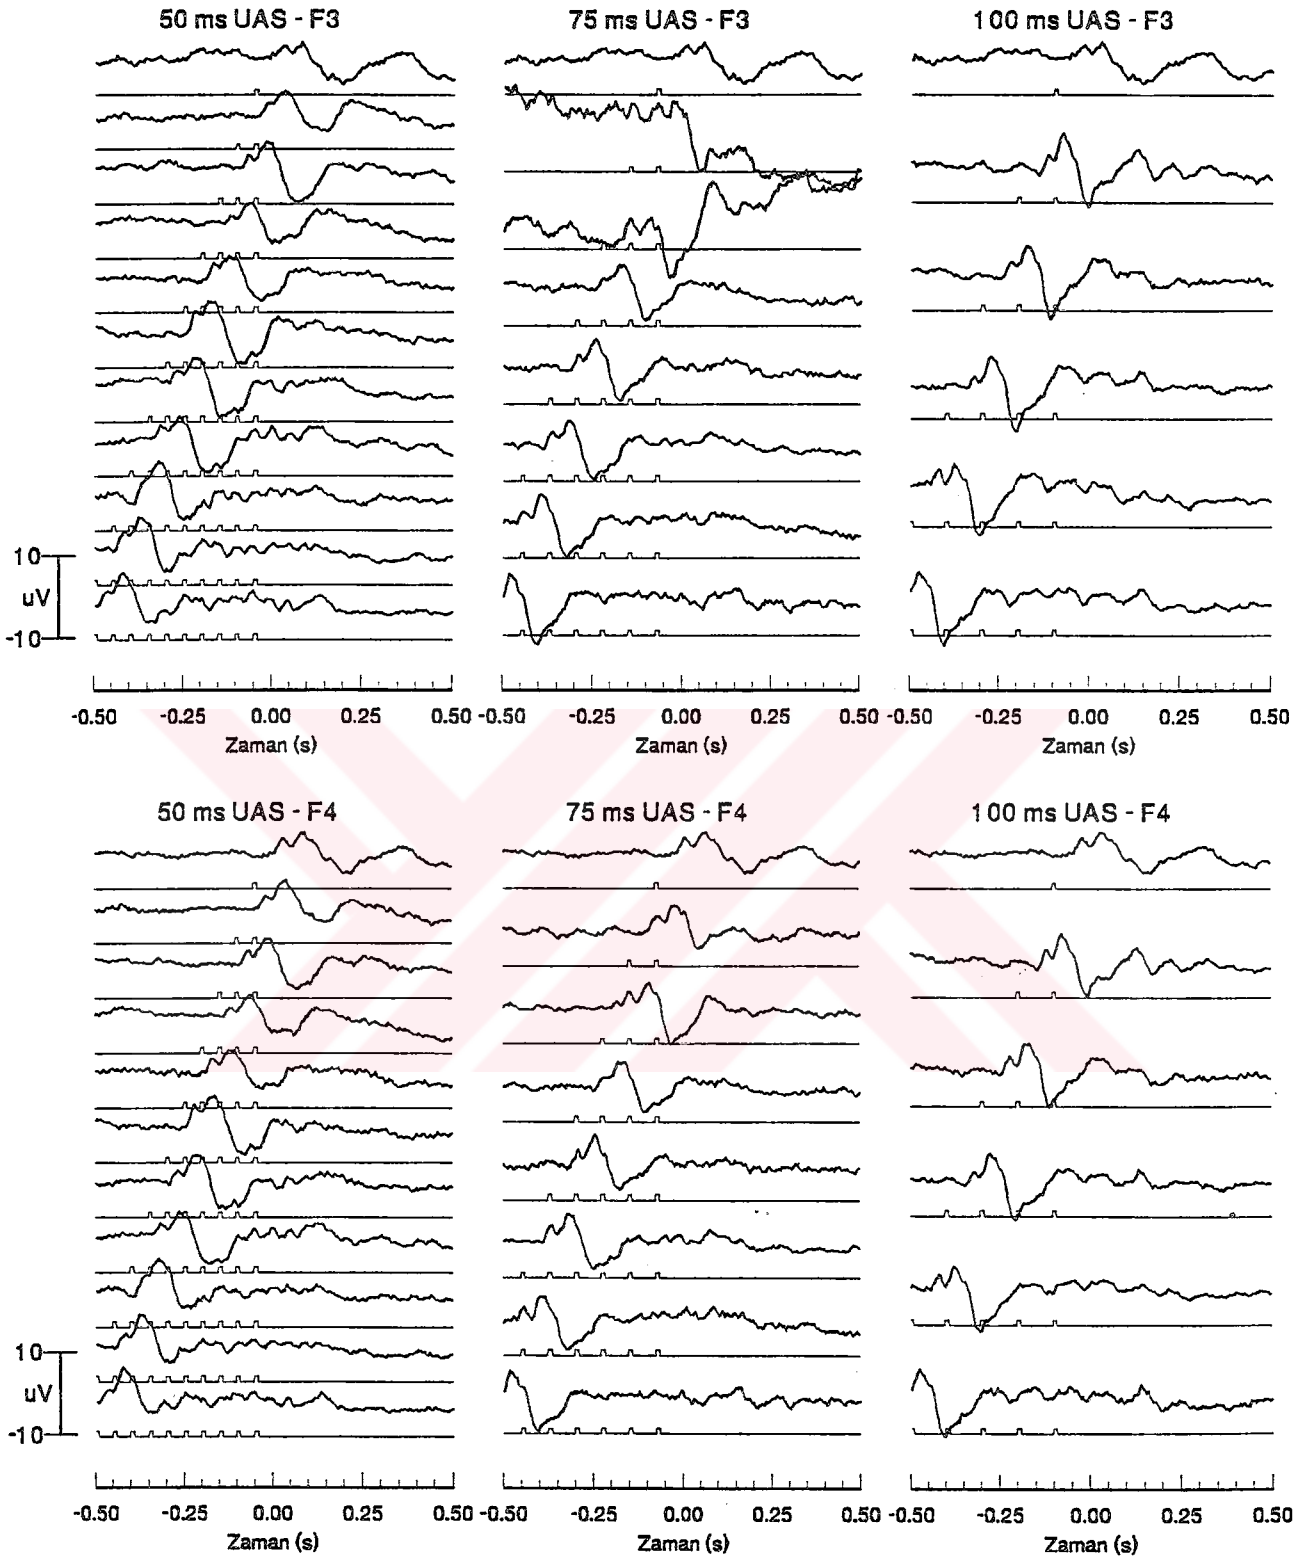 50 ms UAS - F3
75 ms UAS - F3
100 ms UAS - F3
10
uV
-10
-0.50 -0.25 0.00 0.25 0.50
Zaman (s)
-0.50 -0.25 0.00 0.25 0.50
Zaman (s)
-0.50 -0.25 0.00 0.25 0.50
Zaman (s)
50 ms UAS - F4
75 ms UAS - F4
100 ms UAS - F4
10
uV
-10
-0.50 -0.25 0.00 0.25 0.50
Zaman (s)
-0.50 -0.25 0.00 0.25 0.50
Zaman (s)
-0.50 -0.25 0.00 0.25 0.50
Zaman (s)